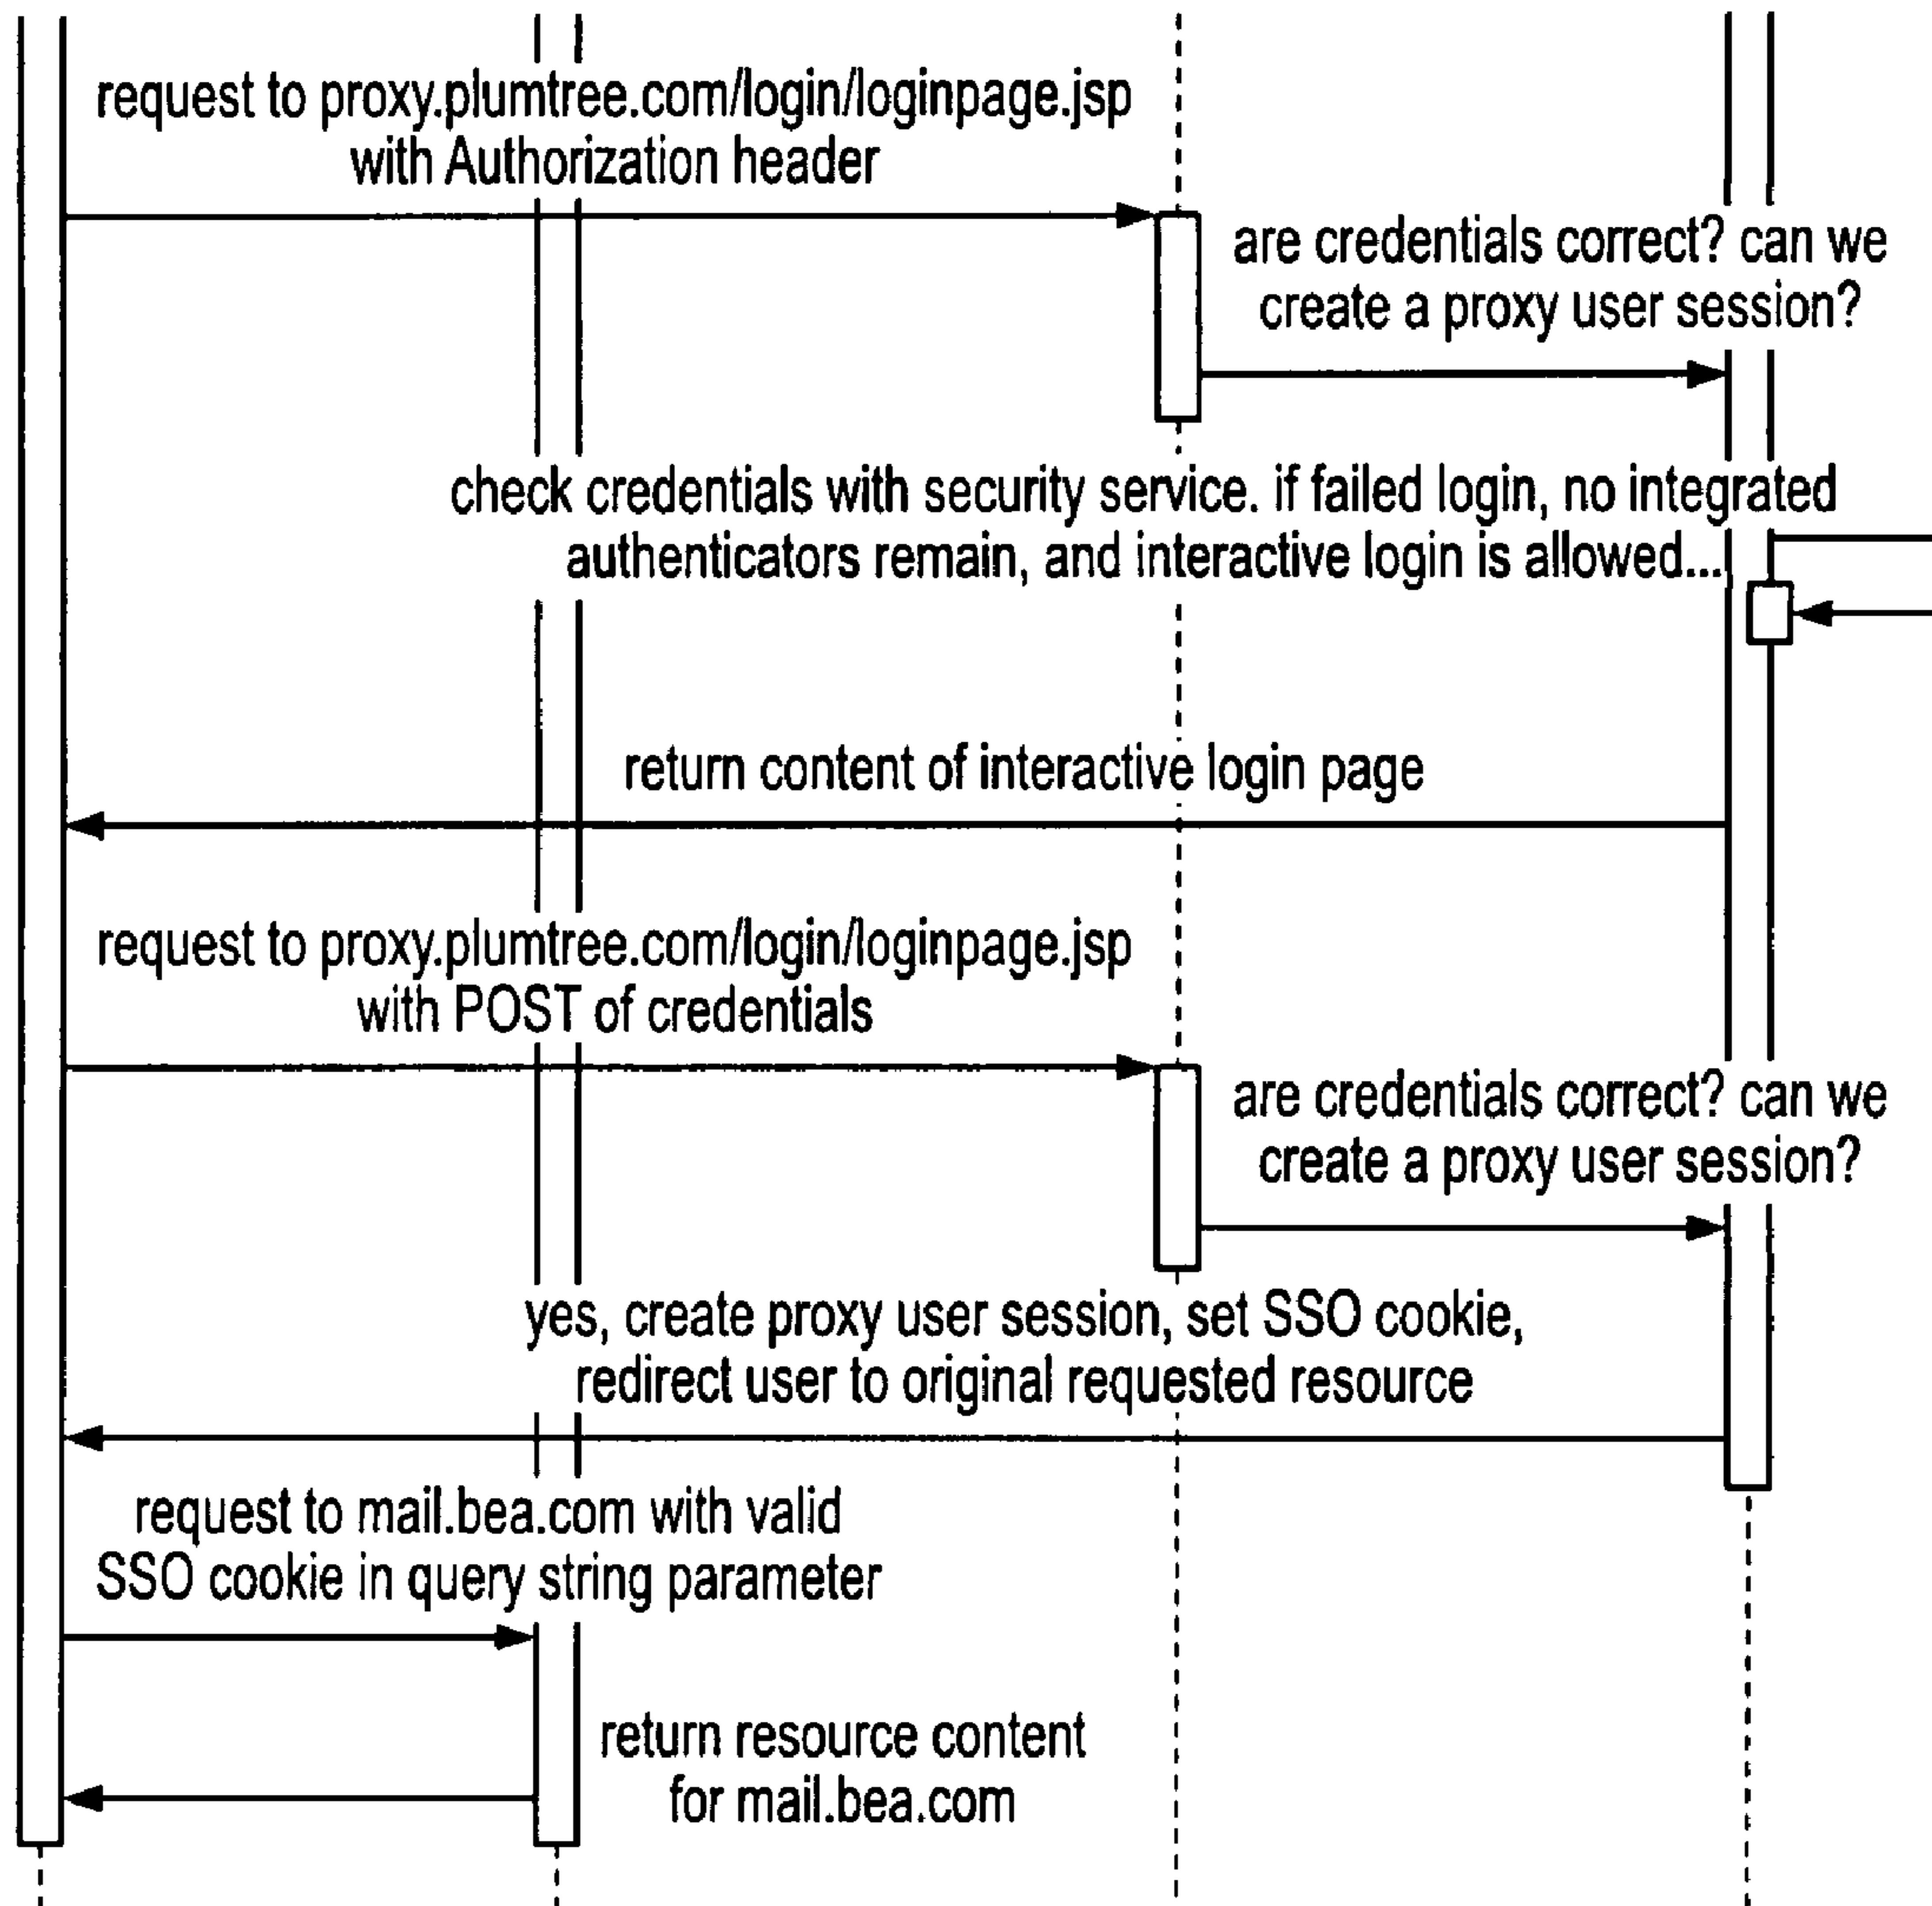 request to proxy.plumtree.com/login/loginpage.jsp
with Authorization header
are credentials correct? can we
create a proxy user session?
check credentials with security service. if failed login, no integrated
authenticators remain, and interactive login is allowed...
return content of interactive login page
request to proxy.plumtree.com/login/loginpage.jsp
with POST of credentials
are credentials correct? can we
create a proxy user session?
yes, create proxy user session, set SSO cookie,
redirect user to original requested resource
request to mail.bea.com with valid
SSO cookie in query string parameter
return resource content
for mail.bea.com